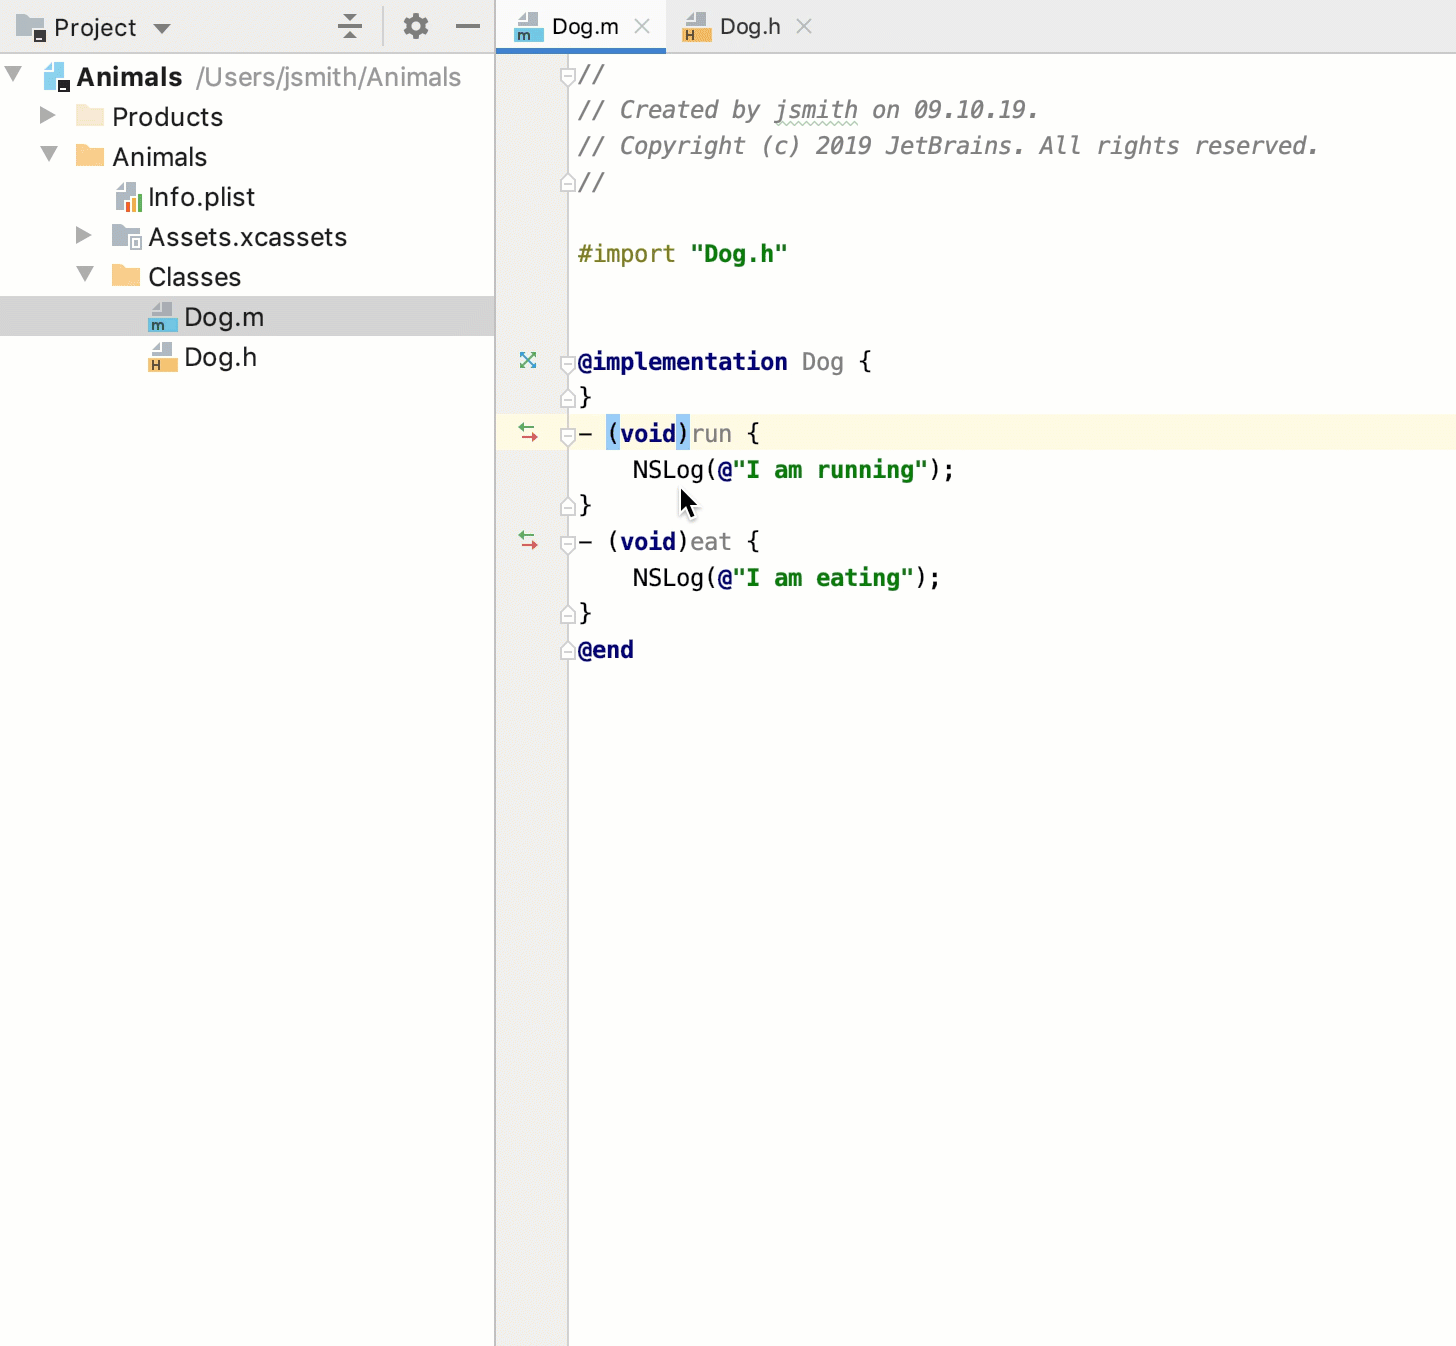 Project
Animals /Users/jsmith/Animals
Products
Animals
Info.plist
Assets.xcassets
Classes
Dog.m
Dog.h
Dog.m
Dog.h
//
// Created by jsmith on 09.10.19.
// Copyright (c) 2019 JetBrains. All rights reserved.
//
#import "Dog.h"
@implementation Dog {
}
- (void)run {
NSLog(@"I am running");
}
- (void)eat {
NSLog(@"I am eating");
}
@end